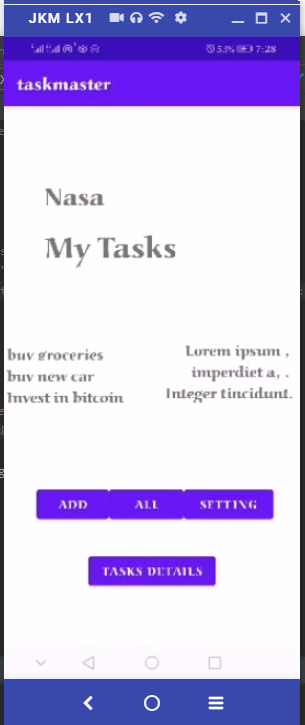 JKM LX1
53% 7:28
taskmaster
Nasa
My Tasks
buy groceries
buy new car
Invest in bitcoin
Lorem ipsum ,
imperdiet a, .
Integer tincidunt.
ADD ALL SETTING
TASKS DETAILS